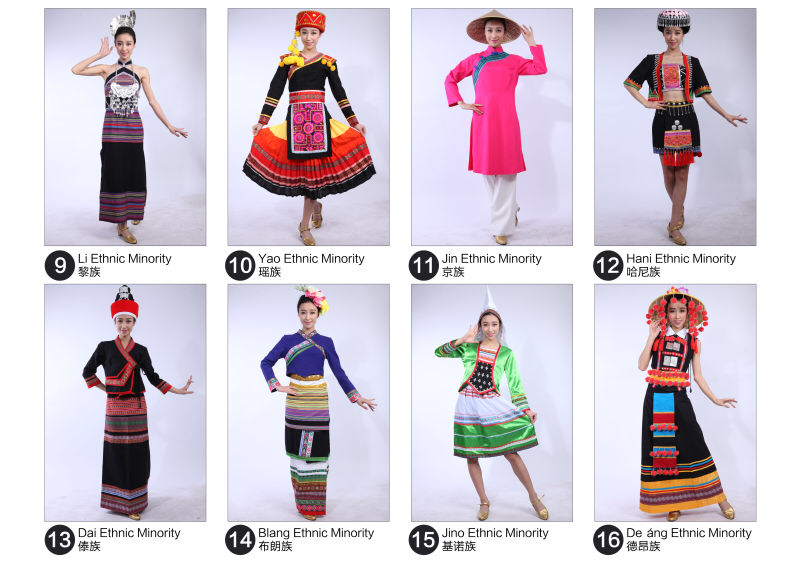 9 Li Ethnic Minority
黎族
10 Yao Ethnic Minority
瑶族
11 Jin Ethnic Minority
京族
12 Hani Ethnic Minority
哈尼族
13 Dai Ethnic Minority
傣族
14 Blang Ethnic Minority
布朗族
15 Jino Ethnic Minority
基诺族
16 De áng Ethnic Minority
德昂族